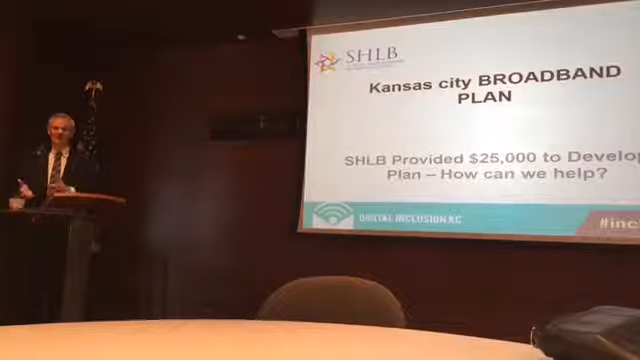 SHLB
Kansas city BROADBAND
PLAN
SHLB Provided $25,000 to Develop
Plan – How can we help?
DIGITAL INCLUSION KC
#inc